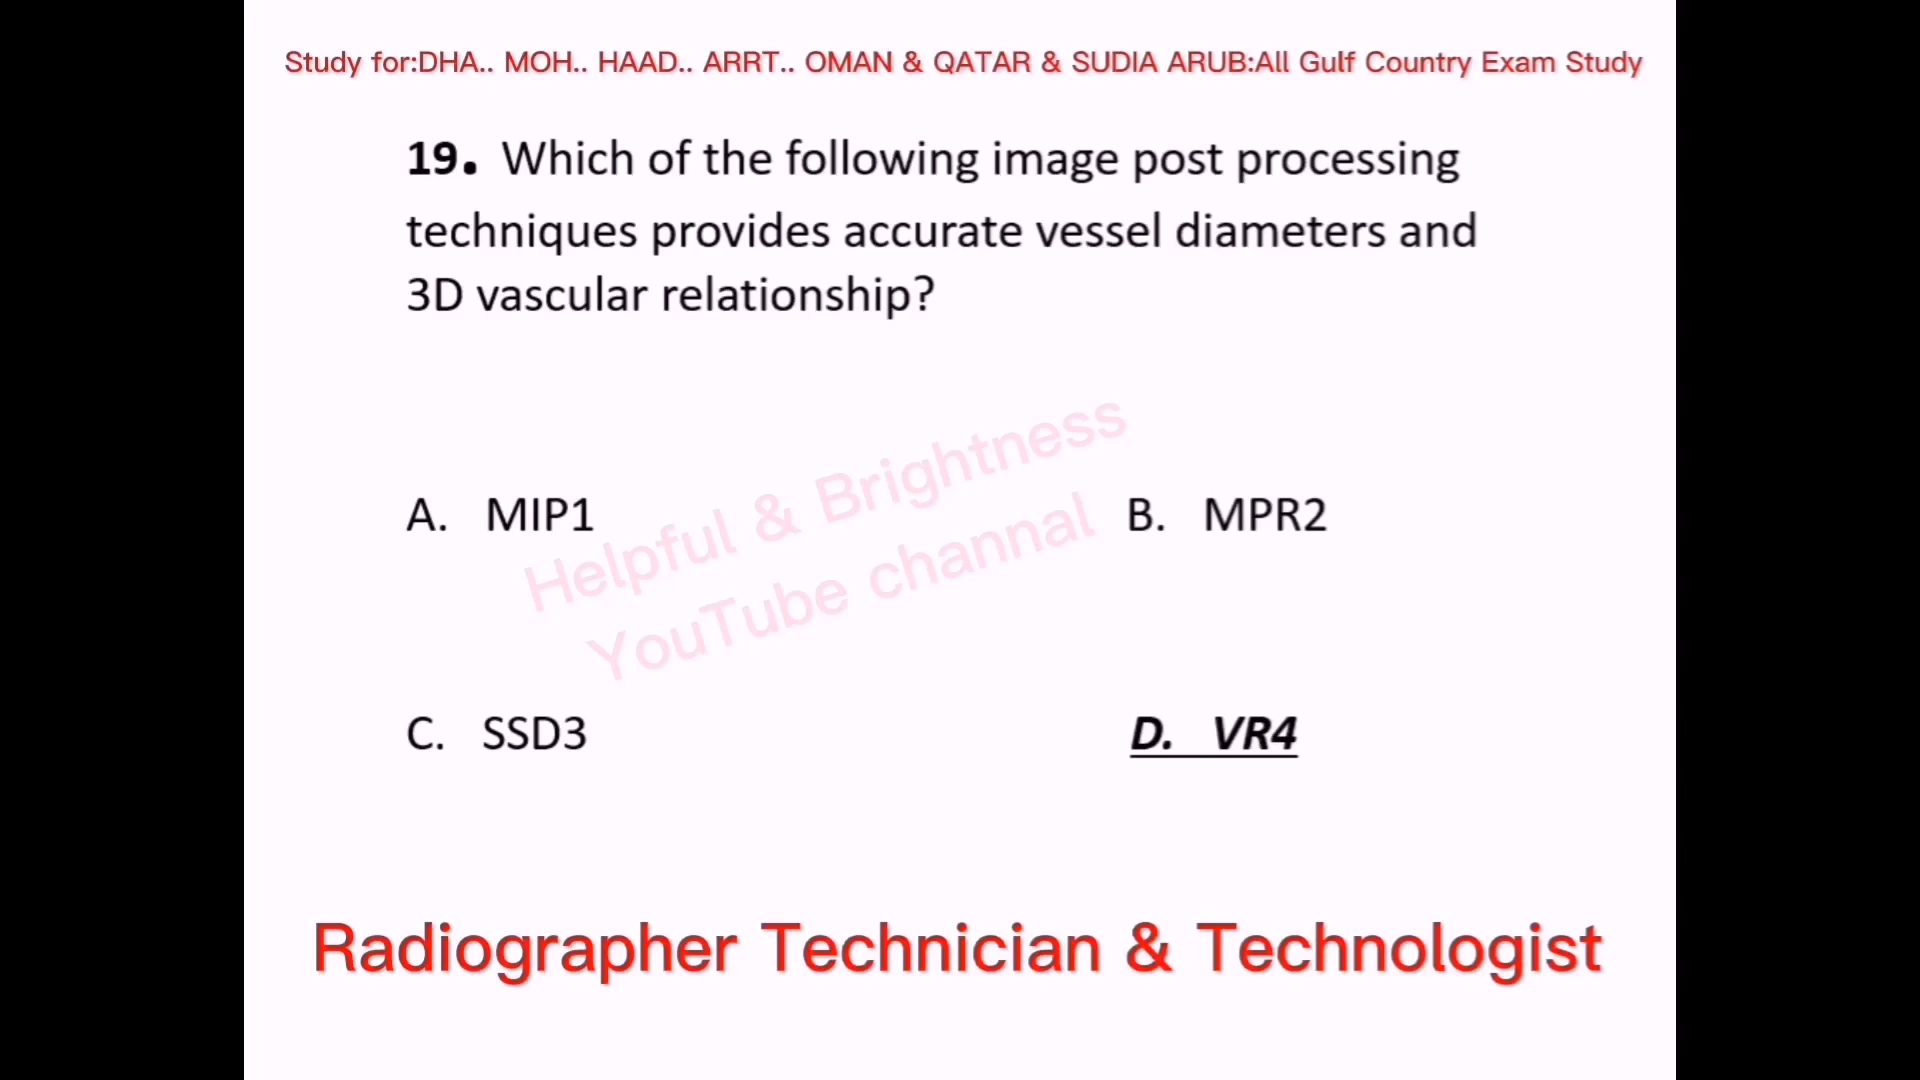 Study for:DHA.. MOH.. HAAD.. ARRT.. OMAN & QATAR & SUDIA ARUB:All Gulf Country Exam Study
19. Which of the following image post processing
techniques provides accurate vessel diameters and
3D vascular relationship?
Helpful & Brightness
YouTube channal
A. MIP1
B. MPR2
C. SSD3
D. VR4
Radiographer Technician & Technologist